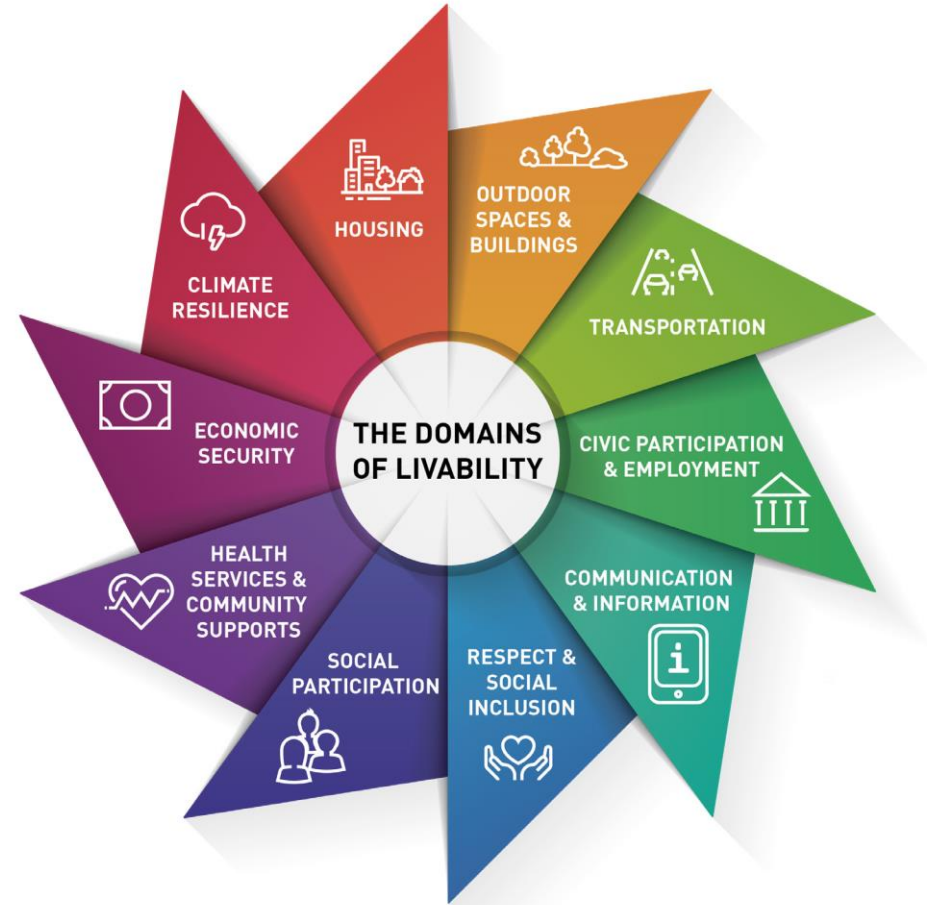 THE DOMAINS
OF LIVABILITY
HOUSING
OUTDOOR
SPACES &
BUILDINGS
TRANSPORTATION
CIVIC PARTICIPATION
& EMPLOYMENT
COMMUNICATION
& INFORMATION
i
RESPECT &
SOCIAL
INCLUSION
SOCIAL
PARTICIPATION
HEALTH
SERVICES &
COMMUNITY
SUPPORTS
ECONOMIC
SECURITY
CLIMATE
RESILIENCE